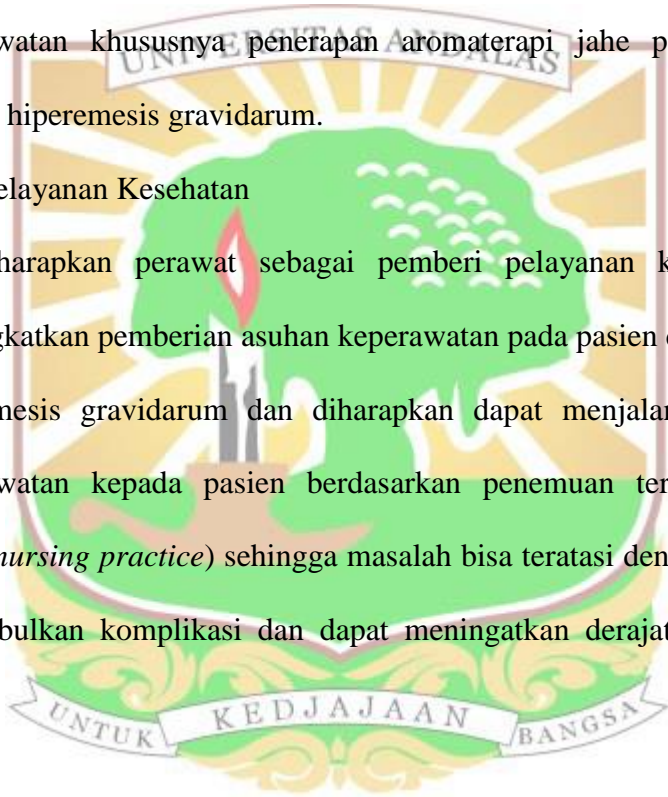 watan khususnya penerapan aromaterapi jahe p
UNIVERSITAS ANDALAS
hiperemesis gravidarum.
elayanan Kesehatan
harapkan perawat sebagai pemberi pelayanan k
gkatkan pemberian asuhan keperawatan pada pasien
mesis gravidarum dan diharapkan dapat menjalan
watan kepada pasien berdasarkan penemuan ter
nursing practice) sehingga masalah bisa teratasi den
bulkan komplikasi dan dapat meningatkan derajat
UNTUK KEDJAJAAN BANGSA